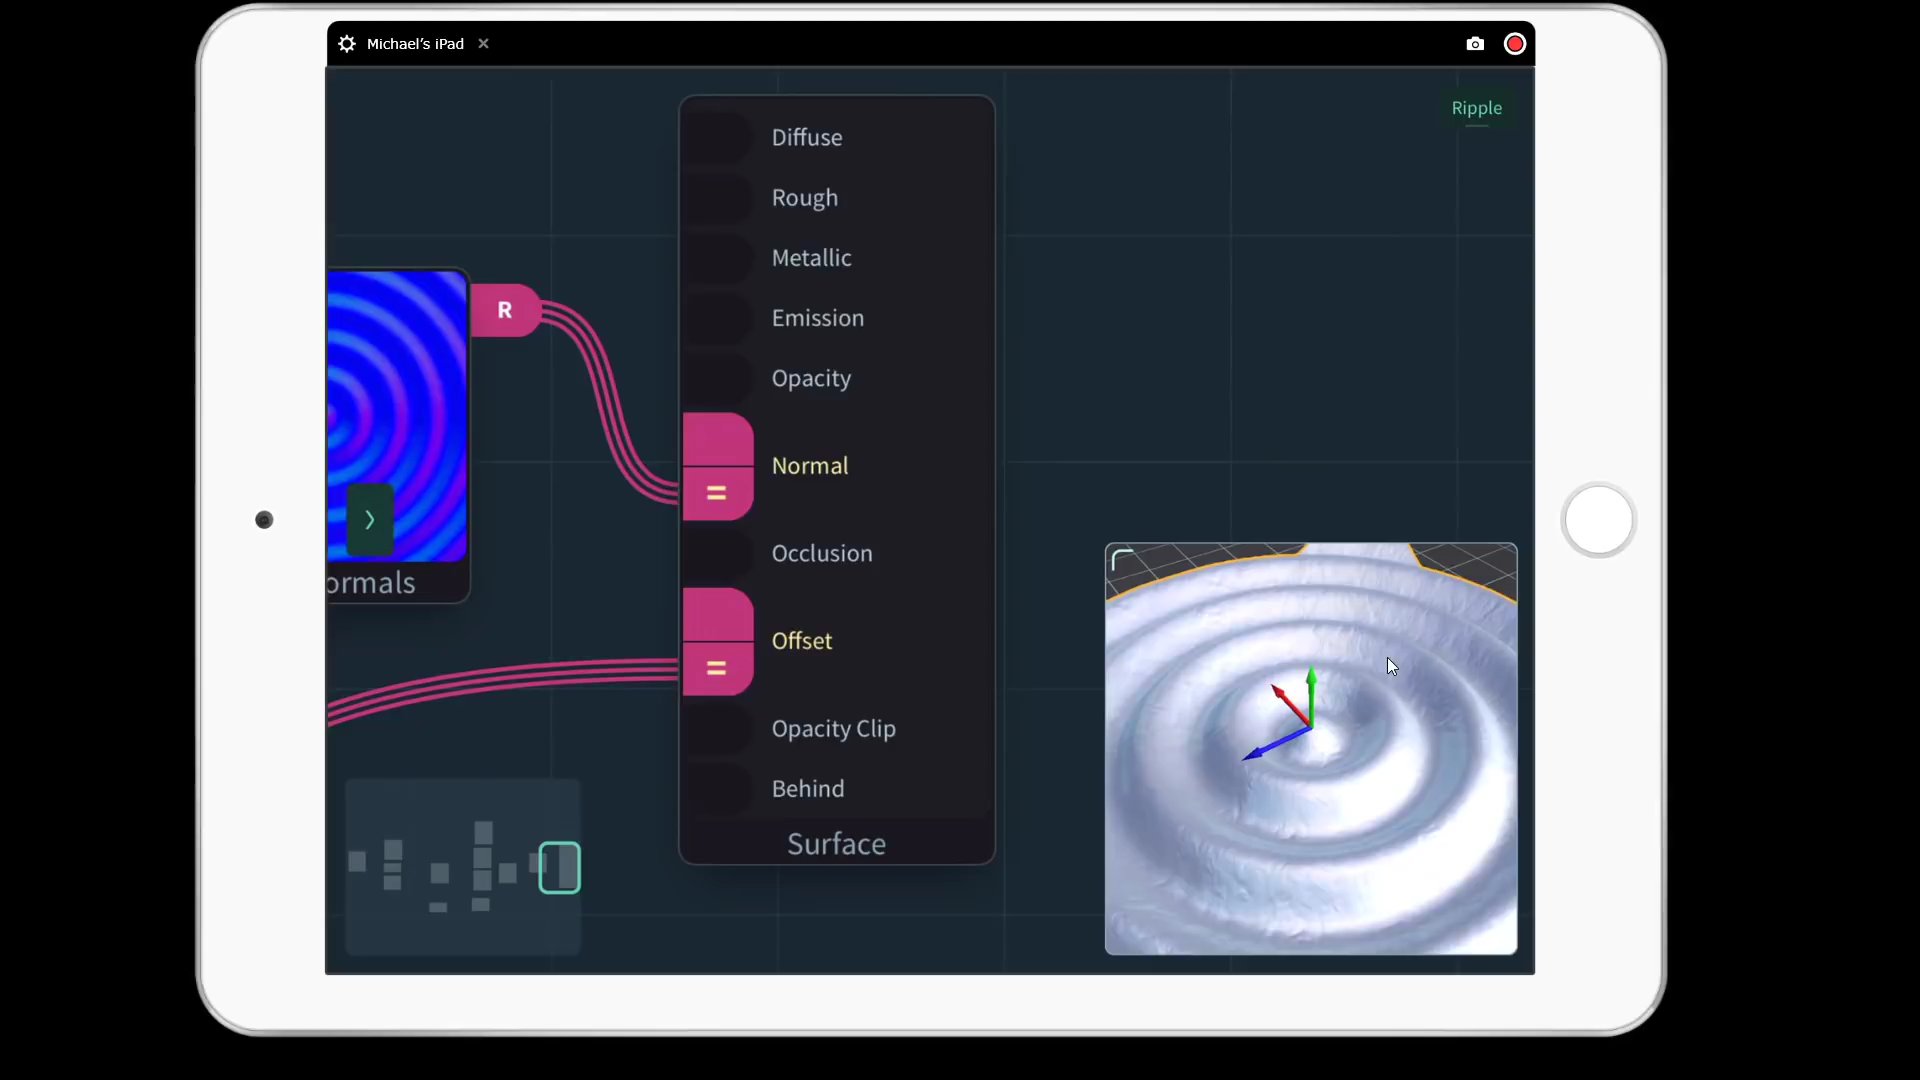 Michael's iPad
Ripple
Diffuse
Rough
Metallic
Emission
Opacity
R
Normal
=
Occlusion
ormals
Offset
=
Opacity Clip
Behind
Surface